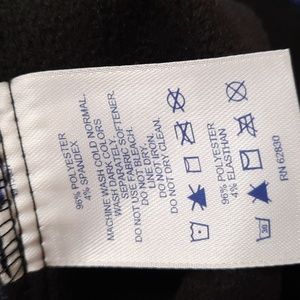 96% POLYESTER
4% SPANDEX
MACHINE WASH COLD NORMAL.
WASH DARK COLORS
SEPARATELY.
USE FABRIC SOFTENER.
DO NOT USE BLEACH.
DO NOT
LINE DRY.
DO NOT IRON.
DO NOT DRY CLEAN.
96% POLYESTER
4% ELASTHAN
30
RN 62830